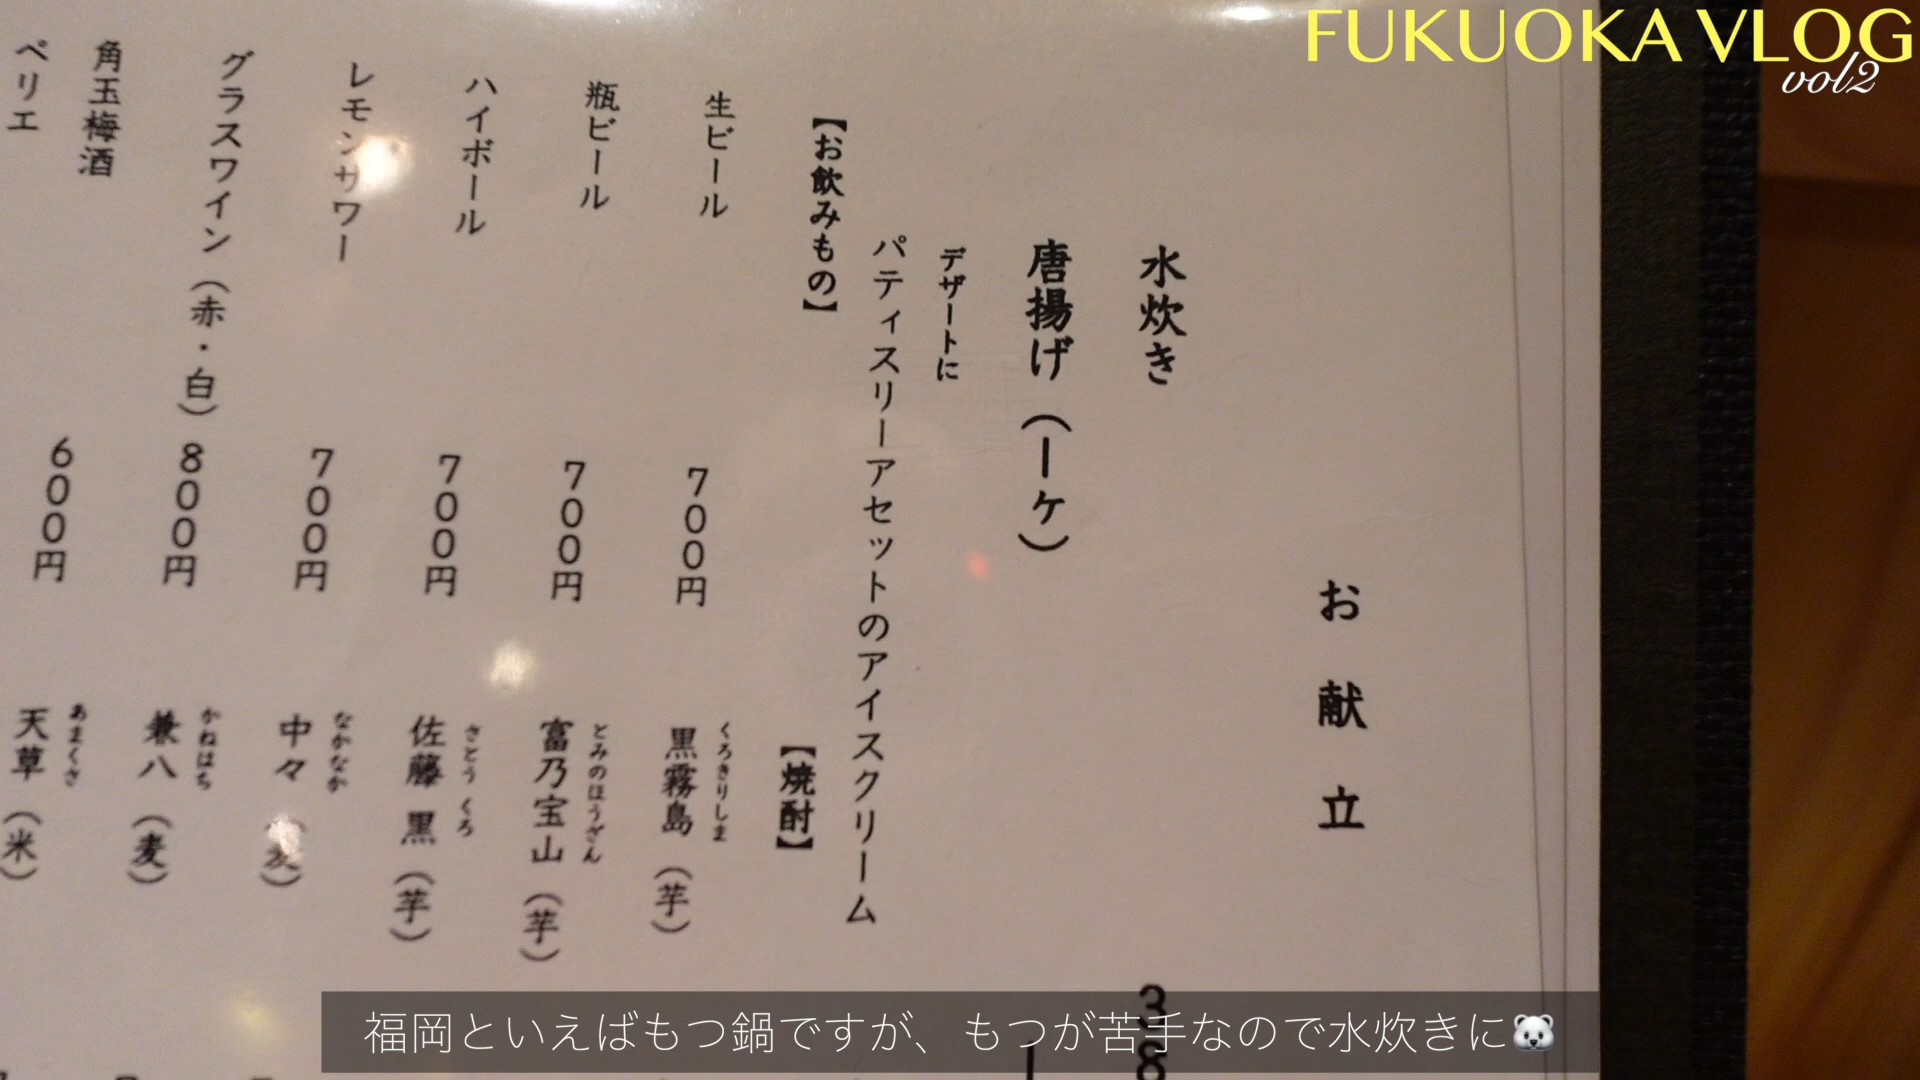 FUKUOKA VLOG
vol2
お献立
水炊き
唐揚げ（一ケ）
デザートに
パティスリーアセットのアイスクリーム
【お飲みもの】
生ビール 700円
瓶ビール 700円
ハイボール 700円
レモンサワー 700円
グラスワイン（赤・白） 800円
角玉梅酒 600円
ペリエ
【焼酎】
くろきりしま
黒霧島（芋）
とみのほうざん
富乃宝山（芋）
さとう くろ
佐藤 黒（芋）
なかなか
中々（麦）
かねはち
兼八（麦）
あまくさ
天草（米）
福岡といえばもつ鍋ですが、もつが苦手なので水炊きに🐻‍❄️